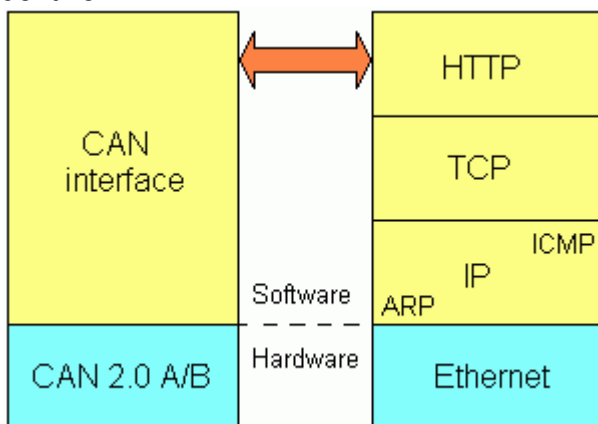 CAN
interface
CAN 2.0 A/B
Software
Hardware
HTTP
TCP
ICMP
IP
ARP
Ethernet